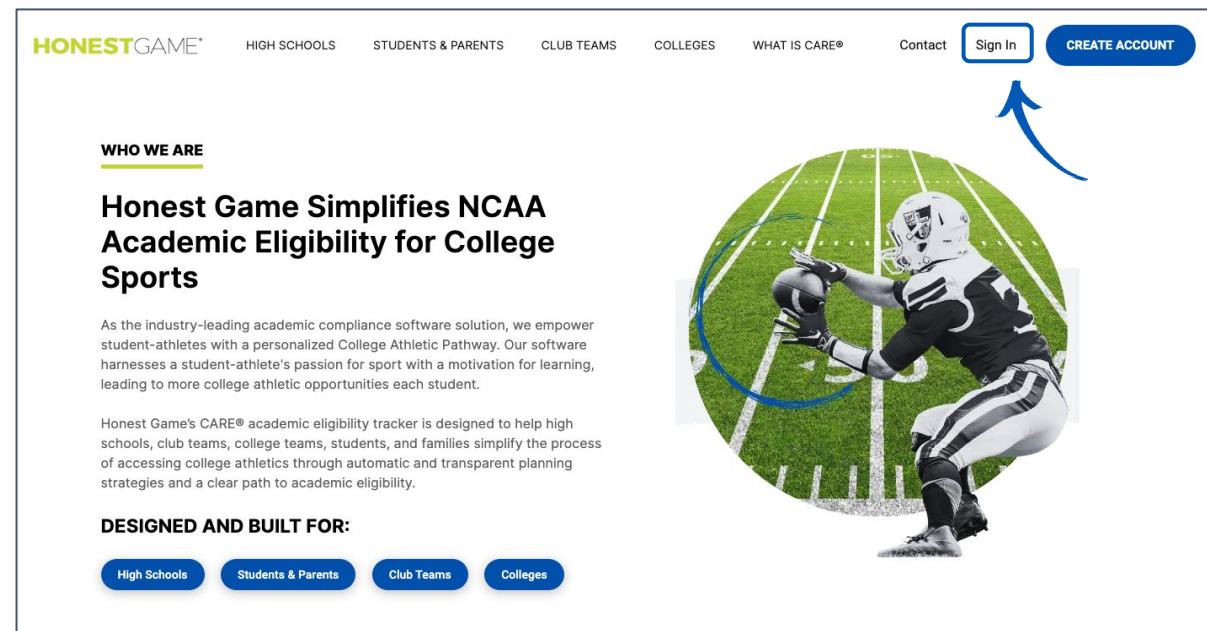 HONESTGAME®
HIGH SCHOOLS
STUDENTS & PARENTS
CLUB TEAMS
COLLEGES
WHAT IS CARE®
Contact
Sign In
CREATE ACCOUNT
WHO WE ARE
Honest Game Simplifies NCAA
Academic Eligibility for College
Sports
As the industry-leading academic compliance software solution, we empower
student-athletes with a personalized College Athletic Pathway. Our software
harnesses a student-athlete's passion for sport with a motivation for learning,
leading to more college athletic opportunities each student.
Honest Game's CARE® academic eligibility tracker is designed to help high
schools, club teams, college teams, students, and families simplify the process
of accessing college athletics through automatic and transparent planning
strategies and a clear path to academic eligibility.
DESIGNED AND BUILT FOR:
High Schools
Students & Parents
Club Teams
Colleges